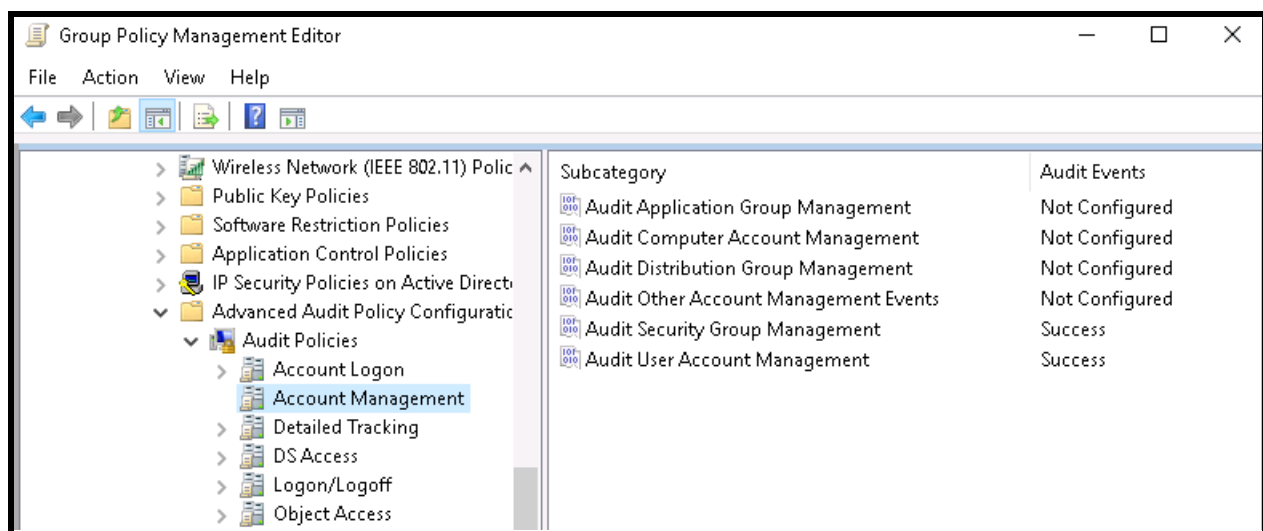 Group Policy Management Editor
File Action View Help
Wireless Network (IEEE 802.11) Polic
Public Key Policies
Software Restriction Policies
Application Control Policies
IP Security Policies on Active Direct
Advanced Audit Policy Configuratic
Audit Policies
Account Logon
Account Management
Detailed Tracking
DS Access
Logon/Logoff
Object Access
Subcategory Audit Events
Audit Application Group Management Not Configured
Audit Computer Account Management Not Configured
Audit Distribution Group Management Not Configured
Audit Other Account Management Events Not Configured
Audit Security Group Management Success
Audit User Account Management Success